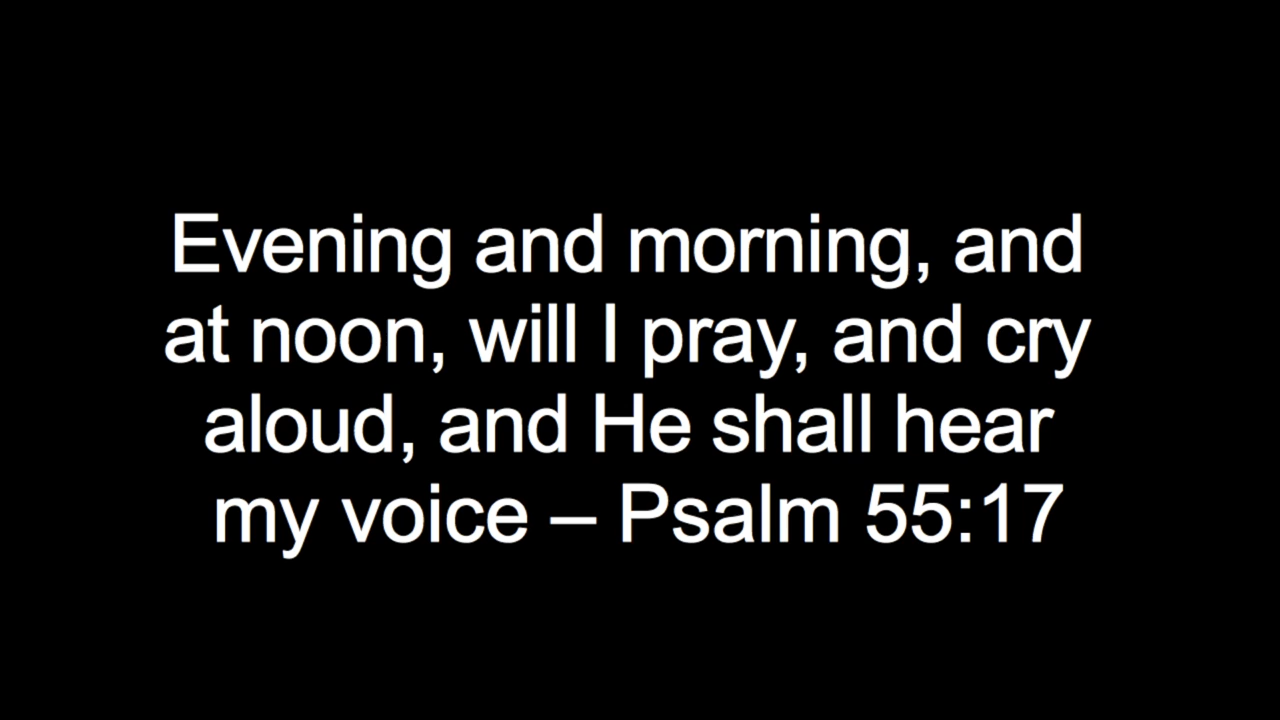 Evening and morning, and
at noon, will I pray, and cry
aloud, and He shall hear
my voice – Psalm 55:17